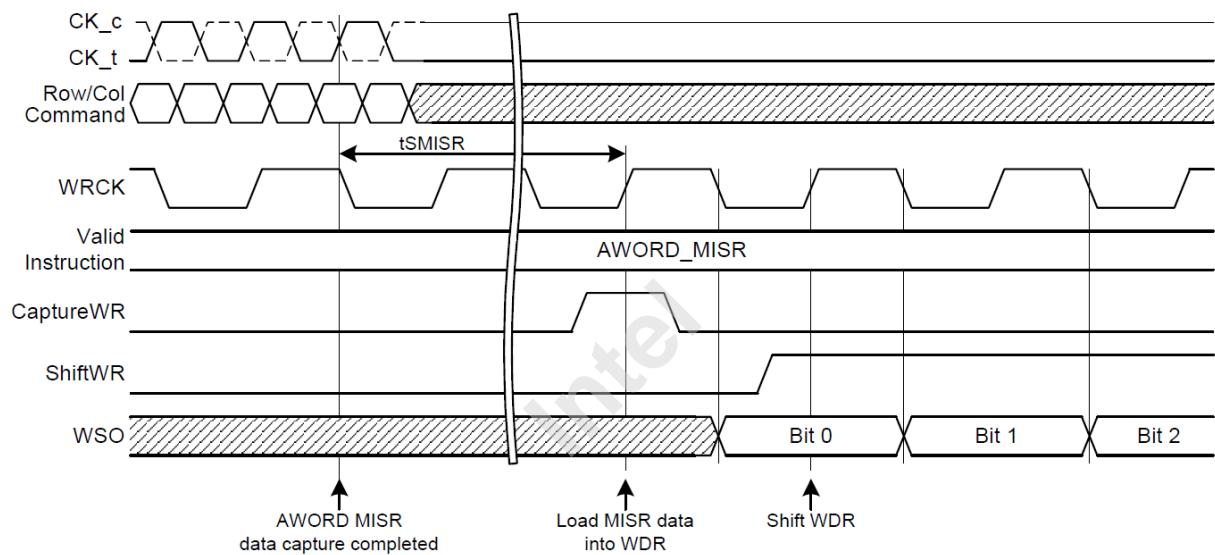 CK_c
CK_t
Row/Col
Command
tSMISR
WRCK
Valid
Instruction
AWORD_MISR
CaptureWR
ShiftWR
Intel
WSO
Bit 0
Bit 1
Bit 2
AWORD MISR
data capture completed
Load MISR data
into WDR
Shift WDR